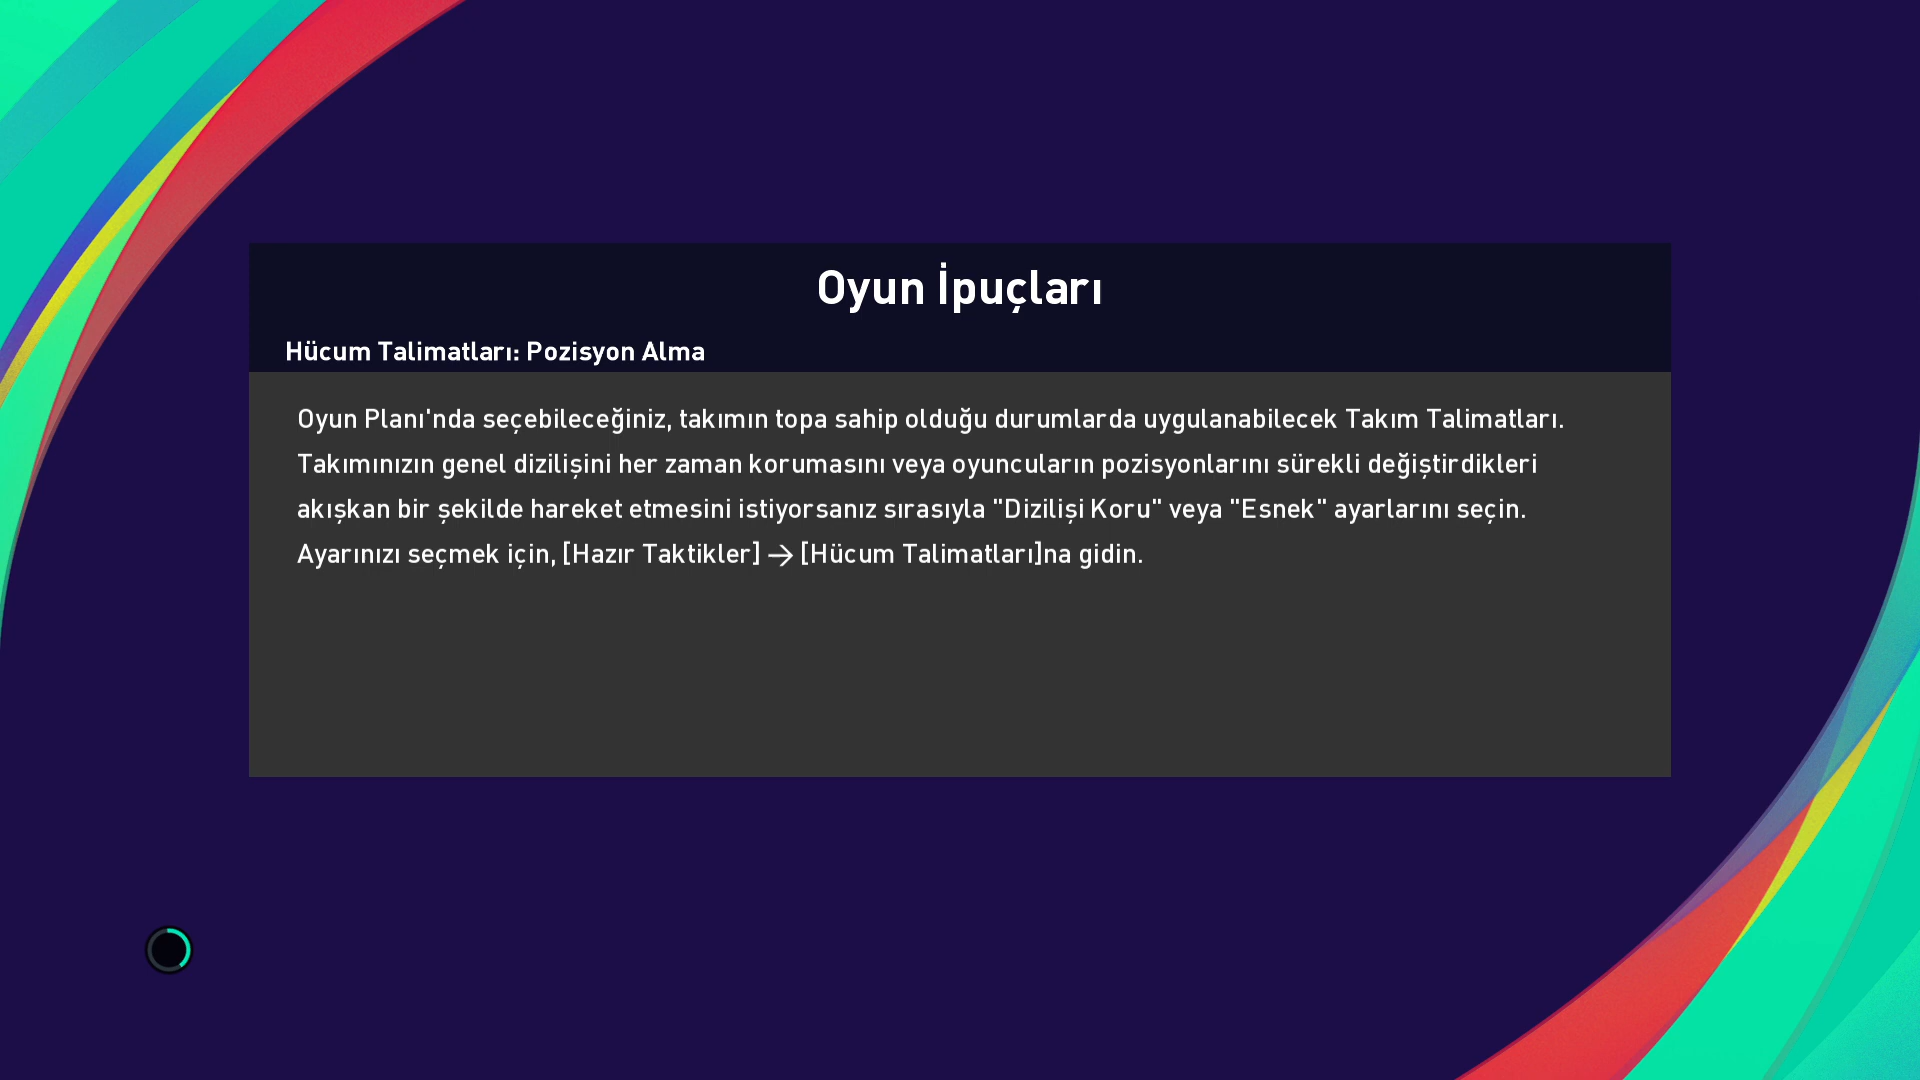 Oyun İpuçları
Hücum Talimatları: Pozisyon Alma
Oyun Planı'nda seçebileceğiniz, takımın topa sahip olduğu durumlarda uygulanabilecek Takım Talimatları.
Takımınızın genel dizilişini her zaman korumasını veya oyuncuların pozisyonlarını sürekli değiştirdikleri
akışkan bir şekilde hareket etmesini istiyorsanız sırasıyla "Dizilişi Koru" veya "Esnek" ayarlarını seçin.
Ayarınızı seçmek için, [Hazır Taktikler] → [Hücum Talimatları]na gidin.